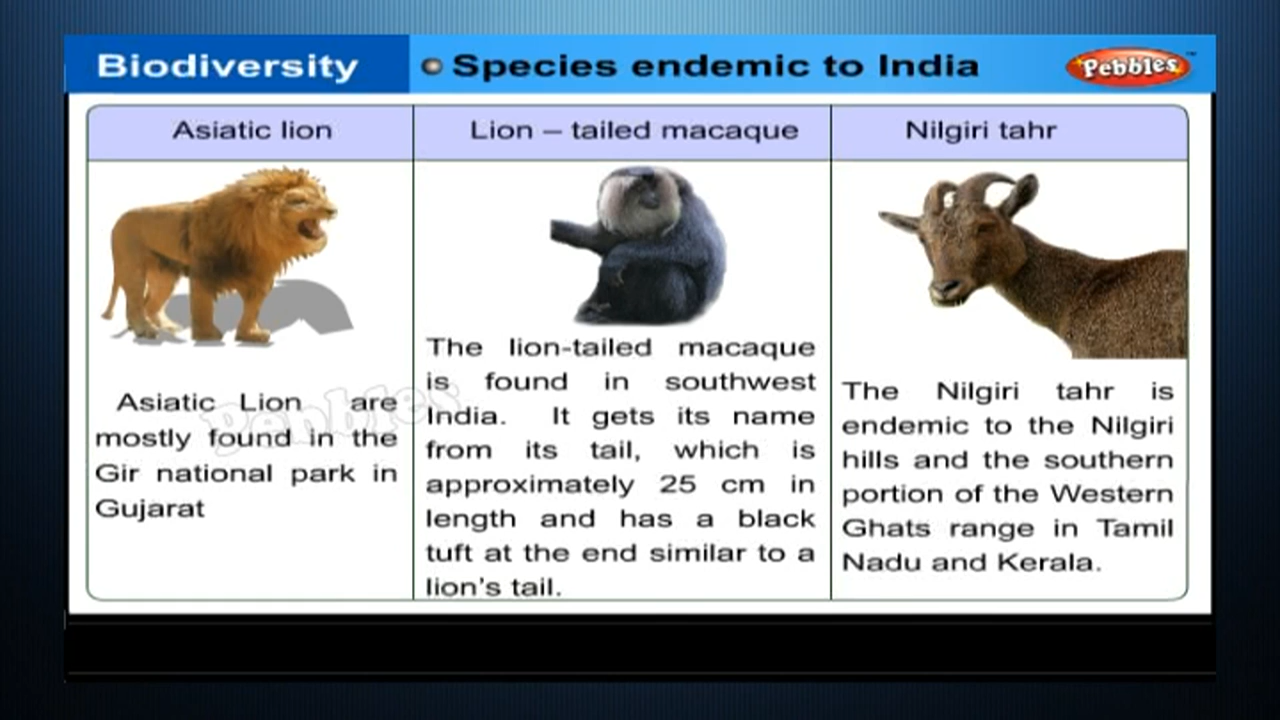 Biodiversity
Species endemic to India
Pebbles™
Asiatic lion
Lion – tailed macaque
Nilgiri tahr
Asiatic Lion are
mostly found in the
Gir national park in
Gujarat
The lion-tailed macaque
is found in southwest
India. It gets its name
from its tail, which is
approximately 25 cm in
length and has a black
tuft at the end similar to a
lion's tail.
The Nilgiri tahr is
endemic to the Nilgiri
hills and the southern
portion of the Western
Ghats range in Tamil
Nadu and Kerala.
Pebbles